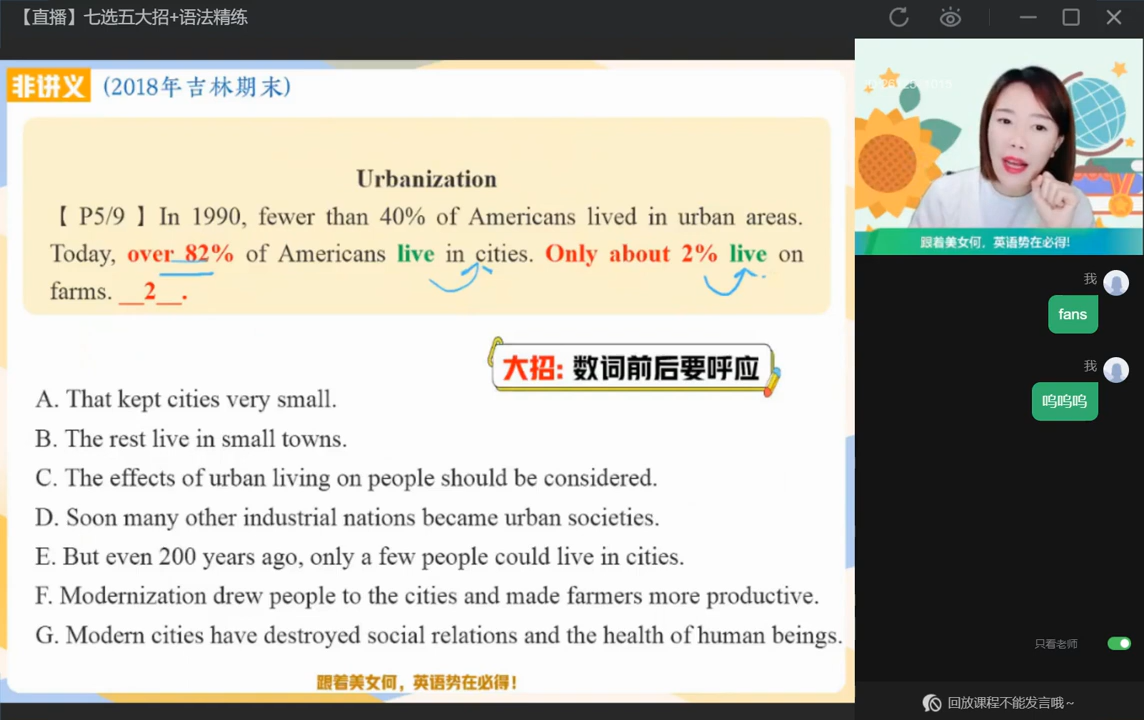 【直播】七选五大招+语法精练
非讲义 (2018年吉林期末)
Urbanization
【 P5/9 】In 1990, fewer than 40% of Americans lived in urban areas.
Today, over 82% of Americans live in cities. Only about 2% live on
farms. __2__.
大招: 数词前后要呼应
A. That kept cities very small.
B. The rest live in small towns.
C. The effects of urban living on people should be considered.
D. Soon many other industrial nations became urban societies.
E. But even 200 years ago, only a few people could live in cities.
F. Modernization drew people to the cities and made farmers more productive.
G. Modern cities have destroyed social relations and the health of human beings.
跟着美女何，英语势在必得！
跟着美女何，英语势在必得!
我
fans
我
呜呜呜
只看老师
回放课程不能发言哦~